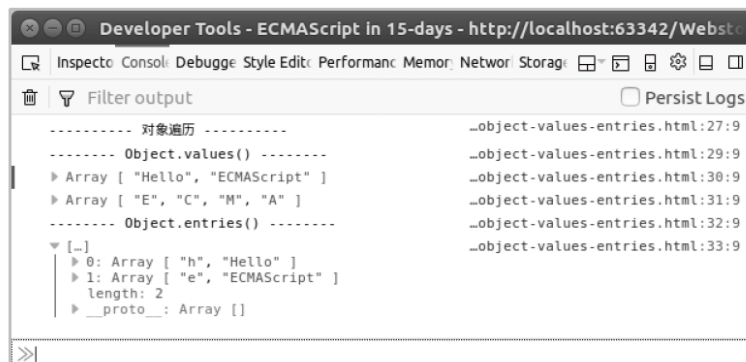 Developer Tools - ECMAScript in 15-days - http://localhost:63342/Websto
Inspecto Console Debugge Style Edito Performanc Memor Networ Storage
Filter output Persist Logs
---------- 对象遍历 ---------- …object-values-entries.html:27:9
-------- Object.values() -------- …object-values-entries.html:29:9
Array [ "Hello", "ECMAScript" ] …object-values-entries.html:30:9
Array [ "E", "C", "M", "A" ] …object-values-entries.html:31:9
-------- Object.entries() -------- …object-values-entries.html:32:9
[…] …object-values-entries.html:33:9
0: Array [ "h", "Hello" ]
1: Array [ "e", "ECMAScript" ]
length: 2
__proto__: Array []